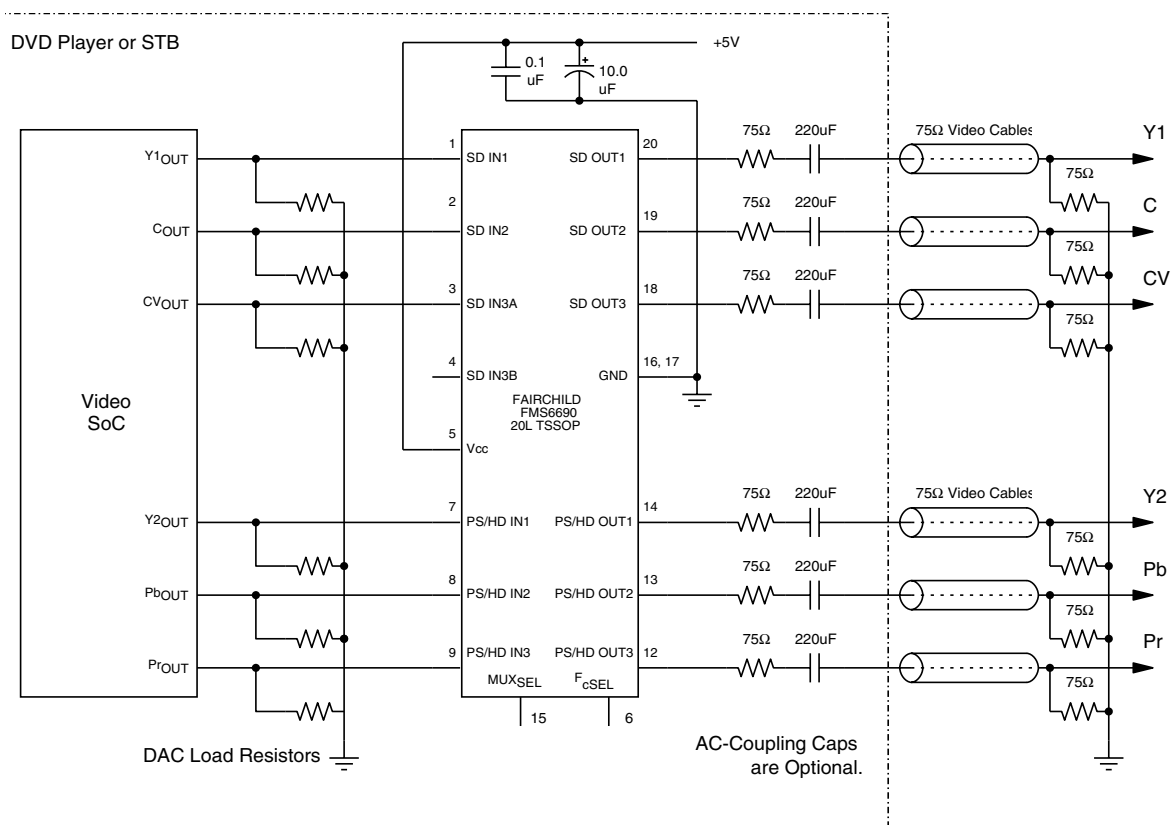 DVD Player or STB
+5V
0.1
uF
+
10.0
uF
75Ω 220uF 75Ω Video Cables Y1
Y1OUT 1 SD IN1 SD OUT1 20
75Ω
2 75Ω 220uF C
COUT SD IN2 SD OUT2 19
75Ω
3 75Ω 220uF CV
CVOUT SD IN3A SD OUT3 18
75Ω
4 SD IN3B GND 16, 17
Video
SoC
FAIRCHILD
FMS6690
20L TSSOP
5 Vcc
75Ω 220uF 75Ω Video Cables Y2
Y2OUT 7 PS/HD IN1 PS/HD OUT1 14
75Ω
75Ω 220uF Pb
PbOUT 8 PS/HD IN2 PS/HD OUT2 13
75Ω
75Ω 220uF Pr
PrOUT 9 PS/HD IN3 PS/HD OUT3 12
75Ω
MUXSEL FcSEL
15 6
DAC Load Resistors
AC-Coupling Caps
are Optional.